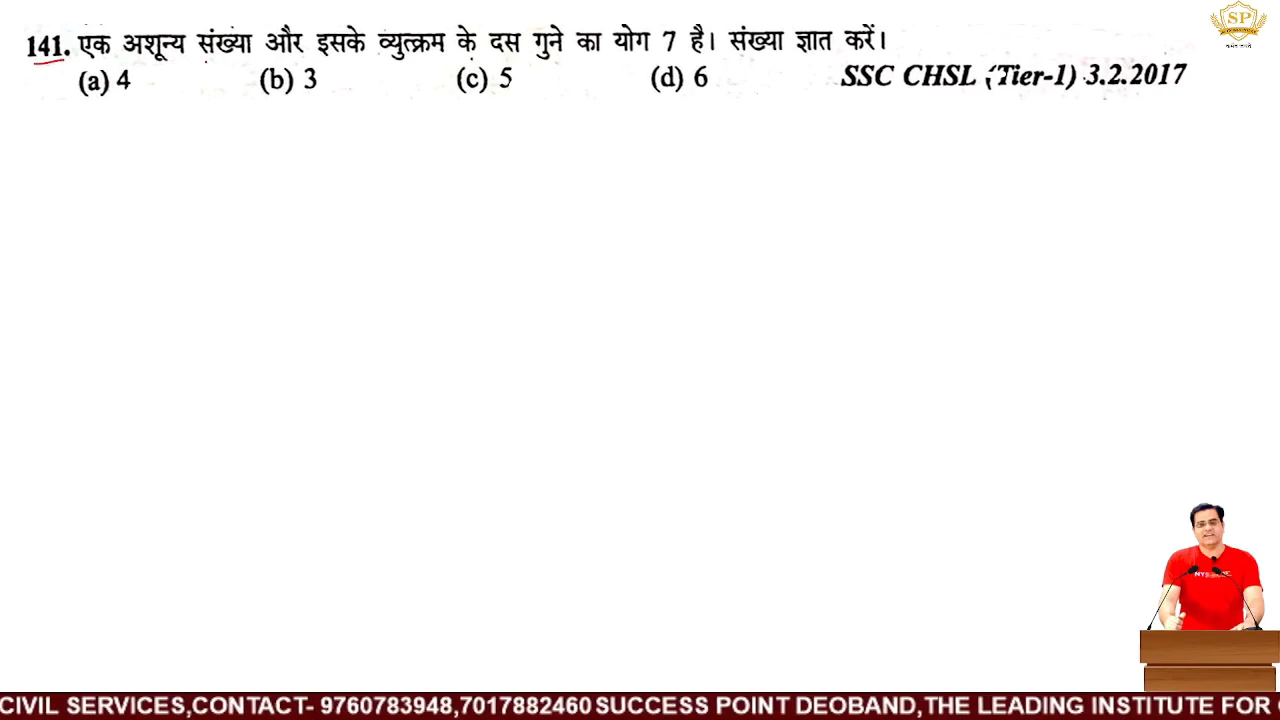 141. एक अशून्य संख्या और इसके व्युत्क्रम के दस गुने का योग 7 है। संख्या ज्ञात करें।
(a) 4 (b) 3 (c) 5 (d) 6 SSC CHSL (Tier-1) 3.2.2017
SP
CIVIL SERVICES,CONTACT- 9760783948,7017882460 SUCCESS POINT DEOBAND,THE LEADING INSTITUTE FOR